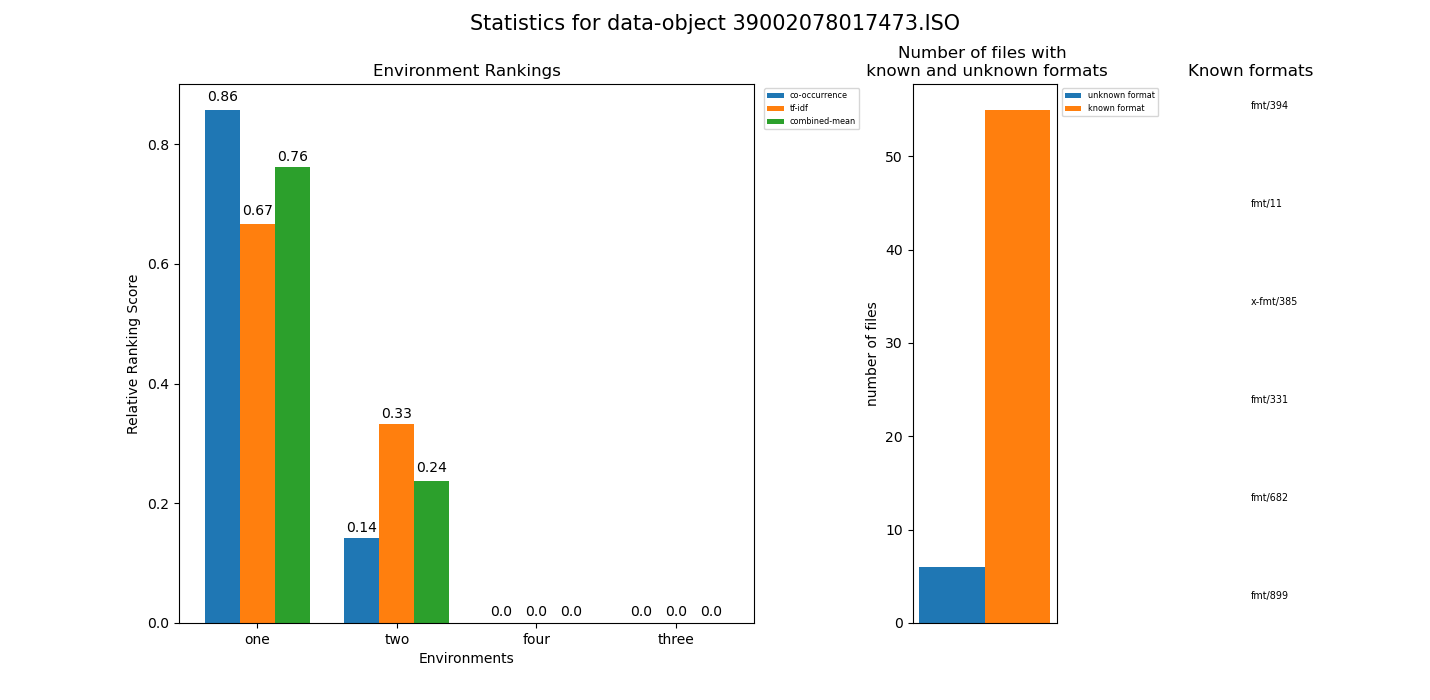 Statistics for data-object 39002078017473.ISO
Environment Rankings
0.86
0.67
0.76
0.14
0.33
0.24
0.0 0.0 0.0
0.0 0.0 0.0
0.8
0.6
0.4
0.2
0.0
Relative Ranking Score
one two four three
Environments
co-occurrence
tf-idf
combined-mean
Number of files with
known and unknown formats
50
40
30
20
10
0
number of files
unknown format
known format
Known formats
fmt/394
fmt/11
x-fmt/385
fmt/331
fmt/682
fmt/899